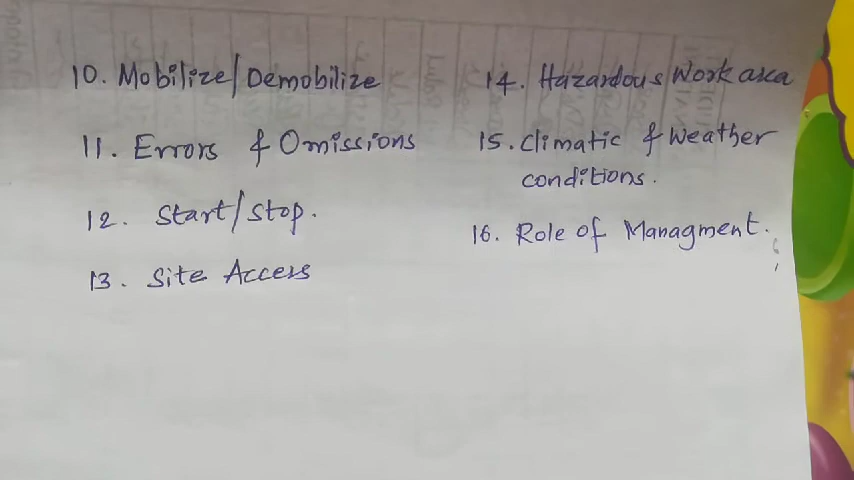 10. Mobilize/Demobilize
11. Errors & Omissions
12. Start/Stop.
13. Site Access
14. Hazardous Work area
15. Climatic & Weather
conditions.
16. Role of Managment.